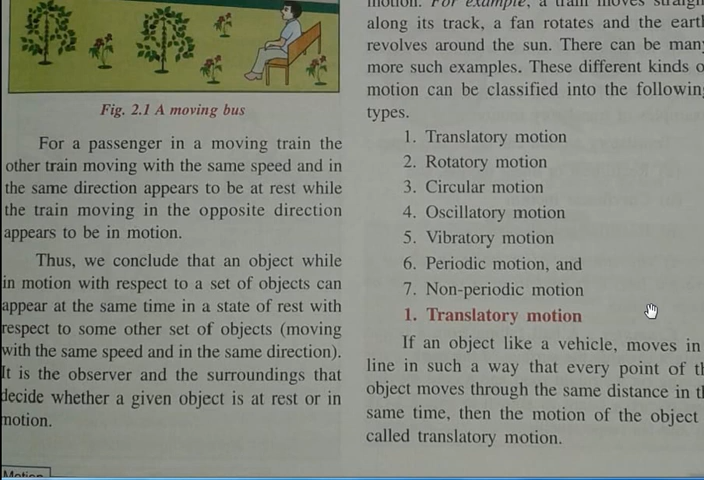 Fig. 2.1 A moving bus
For a passenger in a moving train the
other train moving with the same speed and in
the same direction appears to be at rest while
the train moving in the opposite direction
appears to be in motion.
Thus, we conclude that an object while
in motion with respect to a set of objects can
appear at the same time in a state of rest with
respect to some other set of objects (moving
with the same speed and in the same direction).
It is the observer and the surroundings that
decide whether a given object is at rest or in
motion.
motion. For example, a train moves
along its track, a fan rotates and the
revolves around the sun. There can be
more such examples. These different kinds
motion can be classified into the
types.
1. Translatory motion
2. Rotatory motion
3. Circular motion
4. Oscillatory motion
5. Vibratory motion
6. Periodic motion, and
7. Non-periodic motion
1. Translatory motion
If an object like a vehicle, moves in
line in such a way that every point of
object moves through the same distance in
same time, then the motion of the object
called translatory motion.